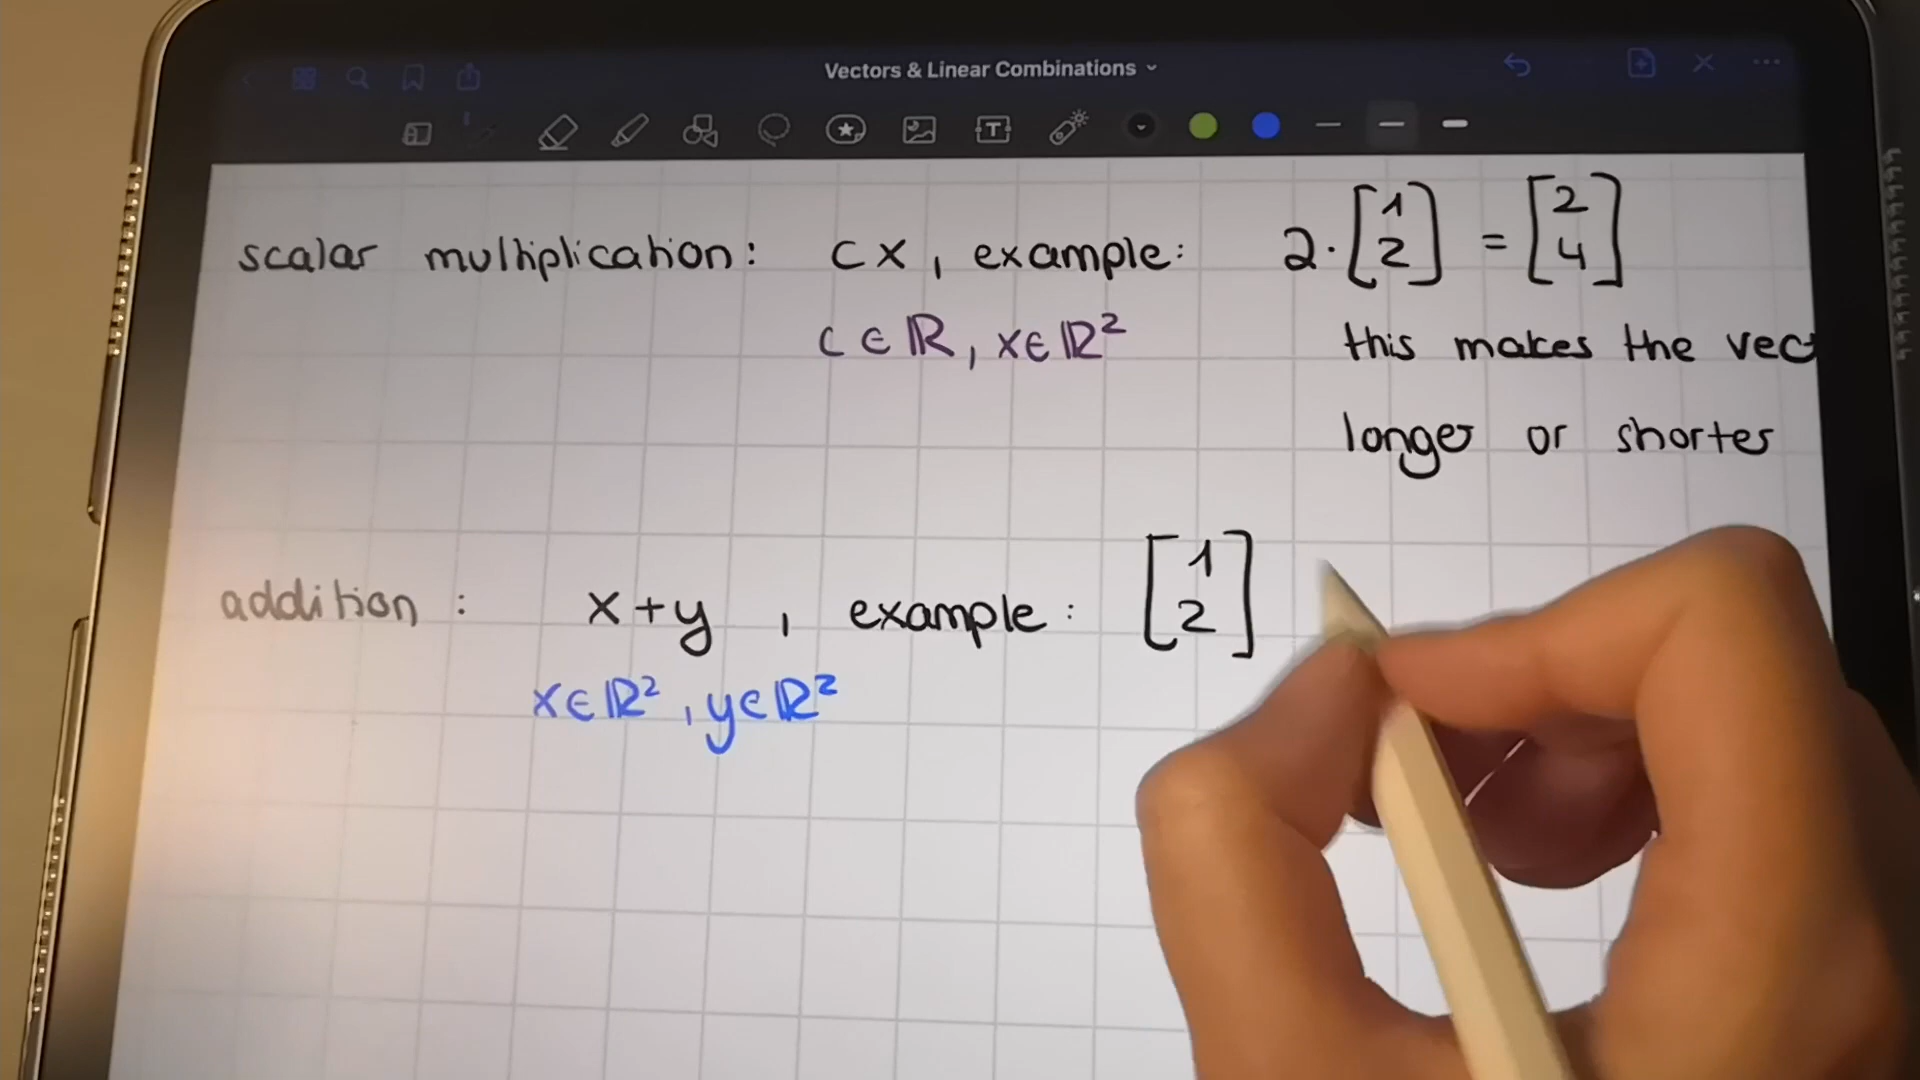 Vectors & Linear Combinations
scalar multiplication: cx, example: 2·[1 2] = [2 4]
c∈ℝ, x∈ℝ²
this makes the vec
longer or shorter
addition: x+y, example: [1 2]
x∈ℝ², y∈ℝ²